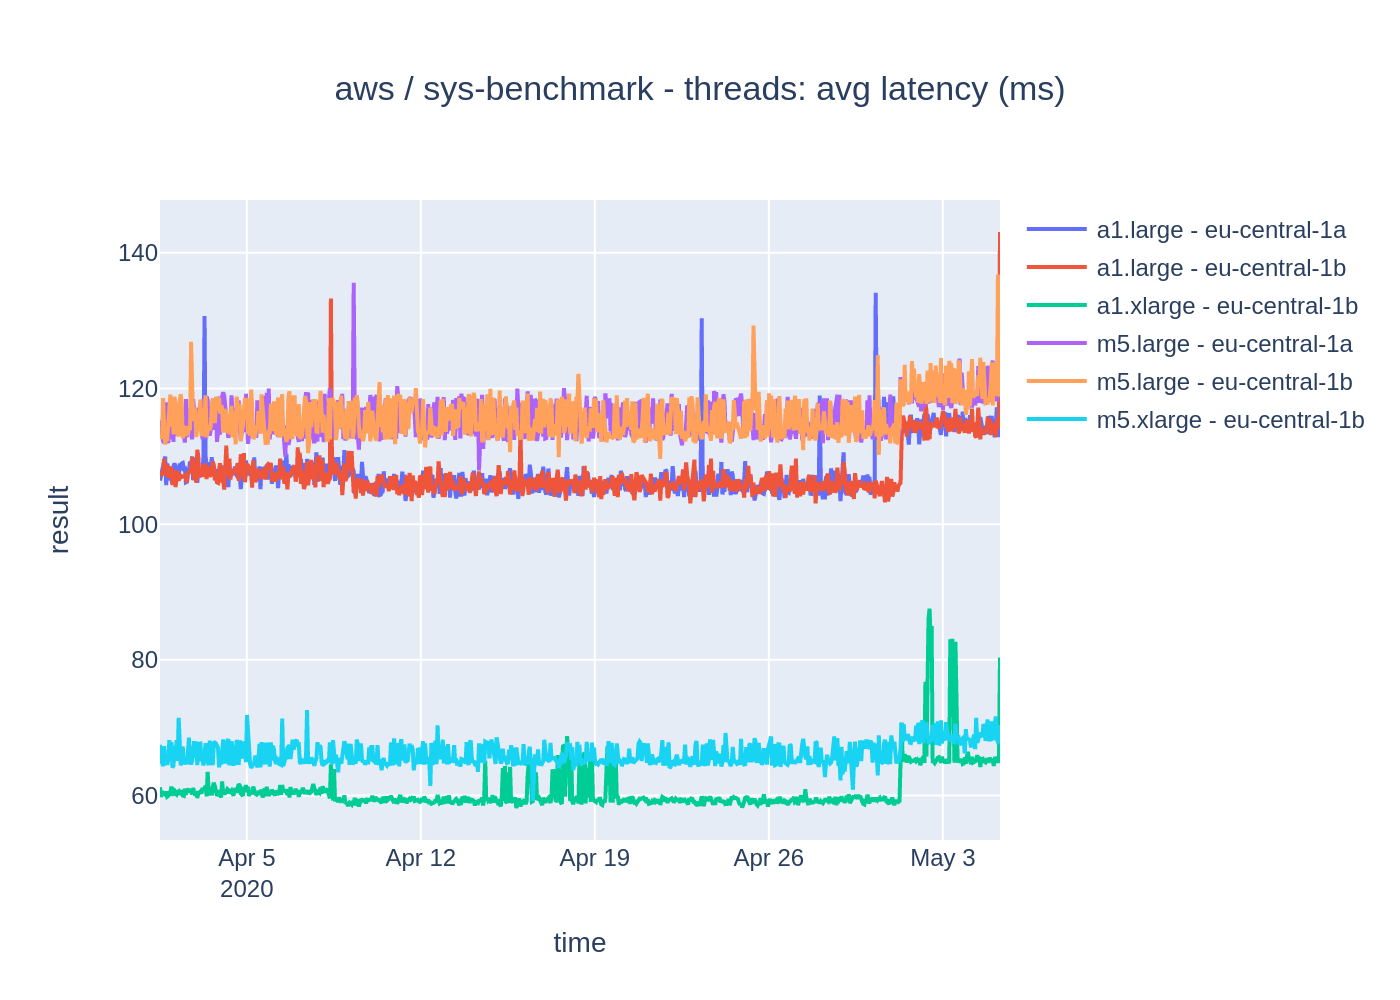 aws / sys-benchmark - threads: avg latency (ms)
140
120
100
80
60
result
Apr 5
2020
Apr 12
Apr 19
Apr 26
May 3
time
a1.large - eu-central-1a
a1.large - eu-central-1b
a1.xlarge - eu-central-1b
m5.large - eu-central-1a
m5.large - eu-central-1b
m5.xlarge - eu-central-1b